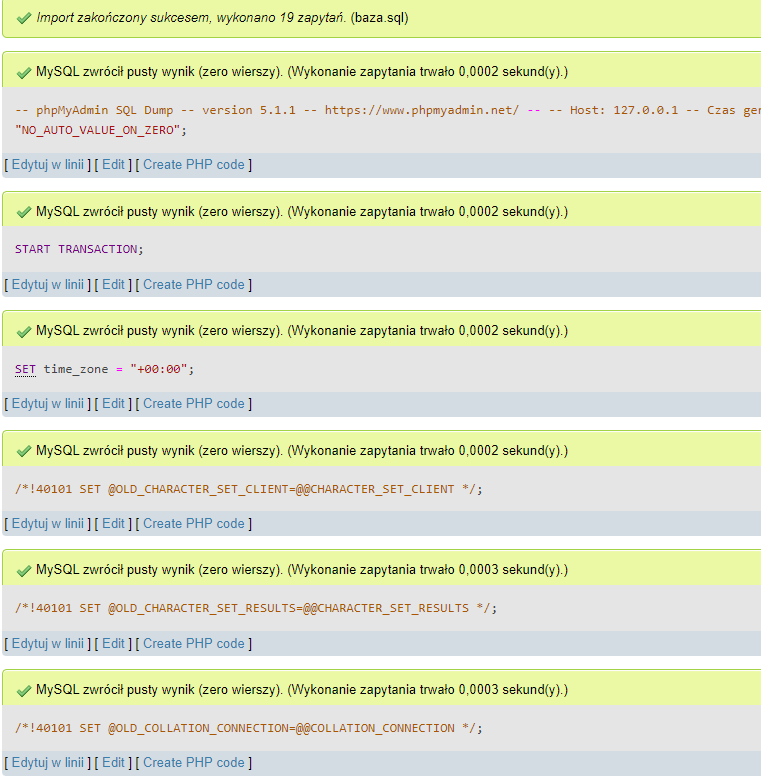 Import zakończony sukcesem, wykonano 19 zapytań. (baza.sql)
MySQL zwrócił pusty wynik (zero wierszy). (Wykonanie zapytania trwało 0,0002 sekund(y).)
-- phpMyAdmin SQL Dump -- version 5.1.1 -- https://www.phpmyadmin.net/ -- -- Host: 127.0.0.1 -- Czas
"NO_AUTO_VALUE_ON_ZERO";
[ Edytuj w linii ] [ Edit ] [ Create PHP code ]
MySQL zwrócił pusty wynik (zero wierszy). (Wykonanie zapytania trwało 0,0002 sekund(y).)
START TRANSACTION;
[ Edytuj w linii ] [ Edit ] [ Create PHP code ]
MySQL zwrócił pusty wynik (zero wierszy). (Wykonanie zapytania trwało 0,0002 sekund(y).)
SET time_zone = "+00:00";
[ Edytuj w linii ] [ Edit ] [ Create PHP code ]
MySQL zwrócił pusty wynik (zero wierszy). (Wykonanie zapytania trwało 0,0002 sekund(y).)
/*!40101 SET @OLD_CHARACTER_SET_CLIENT=@@CHARACTER_SET_CLIENT */;
[ Edytuj w linii ] [ Edit ] [ Create PHP code ]
MySQL zwrócił pusty wynik (zero wierszy). (Wykonanie zapytania trwało 0,0003 sekund(y).)
/*!40101 SET @OLD_CHARACTER_SET_RESULTS=@@CHARACTER_SET_RESULTS */;
[ Edytuj w linii ] [ Edit ] [ Create PHP code ]
MySQL zwrócił pusty wynik (zero wierszy). (Wykonanie zapytania trwało 0,0003 sekund(y).)
/*!40101 SET @OLD_COLLATION_CONNECTION=@@COLLATION_CONNECTION */;
[ Edytuj w linii ] [ Edit ] [ Create PHP code ]